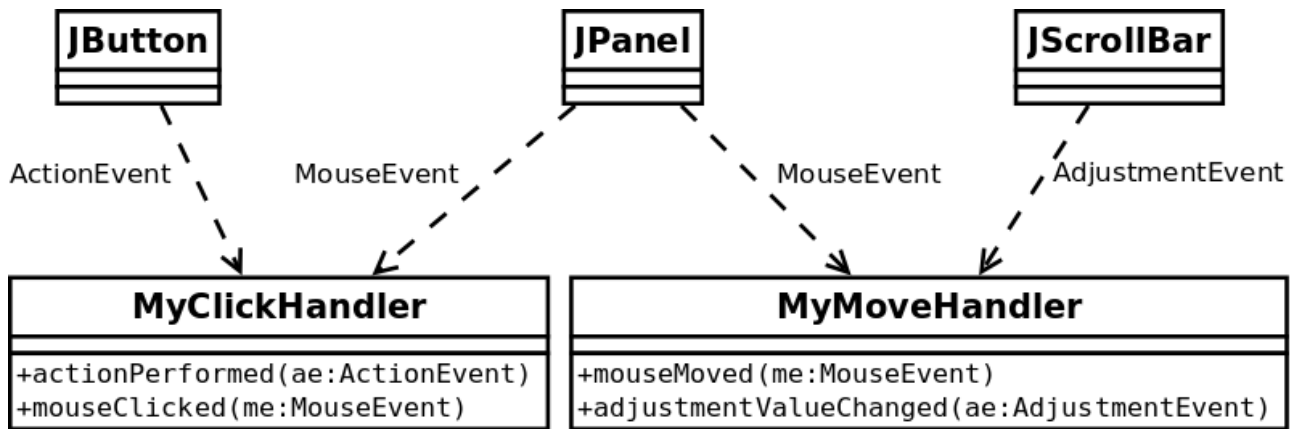 JButton
JPanel
JScrollBar
ActionEvent
MouseEvent
MouseEvent
AdjustmentEvent
MyClickHandler
+actionPerformed(ae:ActionEvent)
+mouseClicked(me:MouseEvent)
MyMoveHandler
+mouseMoved(me:MouseEvent)
+adjustmentValueChanged(ae:AdjustmentEvent)